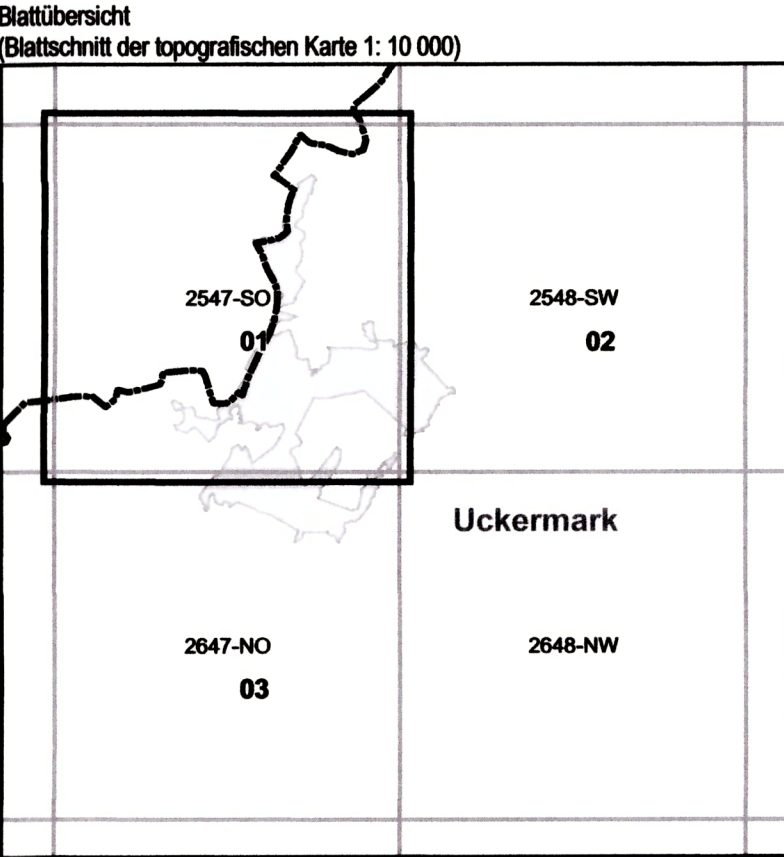 Blattübersicht
(Blattschnitt der topografischen Karte 1: 10 000)
2547-SO
01
2548-SW
02
Uckermark
2647-NO
03
2648-NW